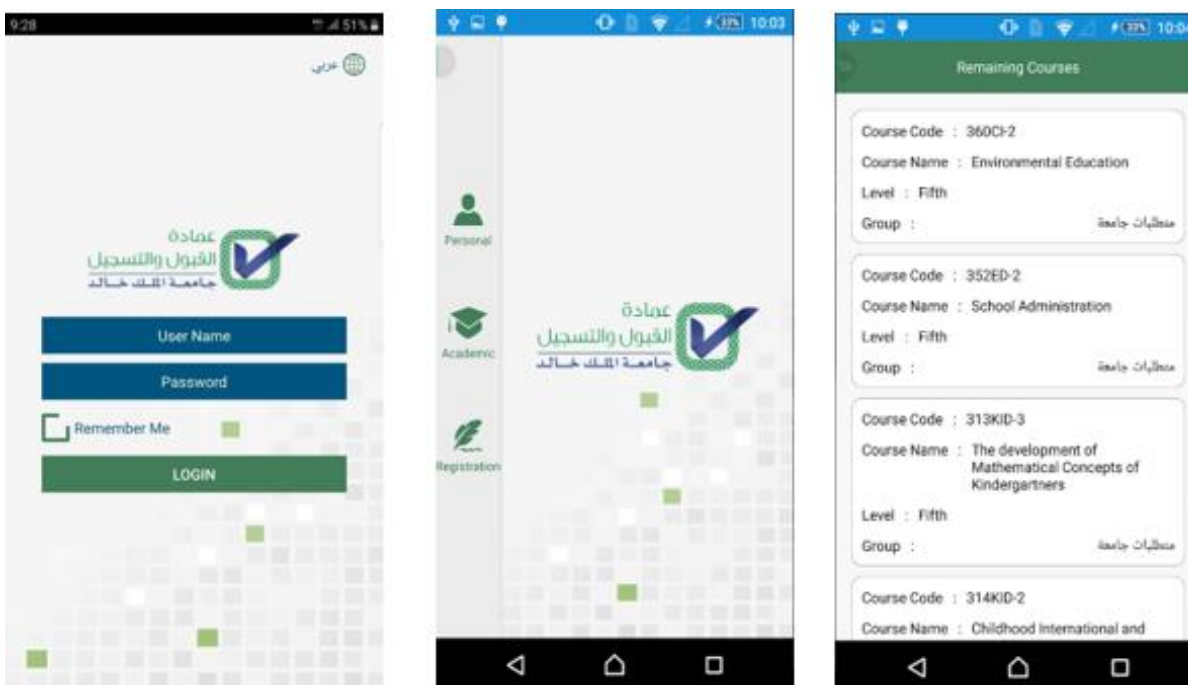 9:28
51%
عربي
عمادة
القبول والتسجيل
جامعة الملك خالد
User Name
Password
Remember Me
LOGIN
33% 10:03
Personal
Academic
Registration
عمادة
القبول والتسجيل
جامعة الملك خالد
33% 10:04
Remaining Courses
Course Code : 360CI-2
Course Name : Environmental Education
Level : Fifth
Group : متطلبات جامعة
Course Code : 352ED-2
Course Name : School Administration
Level : Fifth
Group : متطلبات جامعة
Course Code : 313KID-3
Course Name : The development of
Mathematical Concepts of
Kindergartners
Level : Fifth
Group : متطلبات جامعة
Course Code : 314KID-2
Course Name : Childhood International and